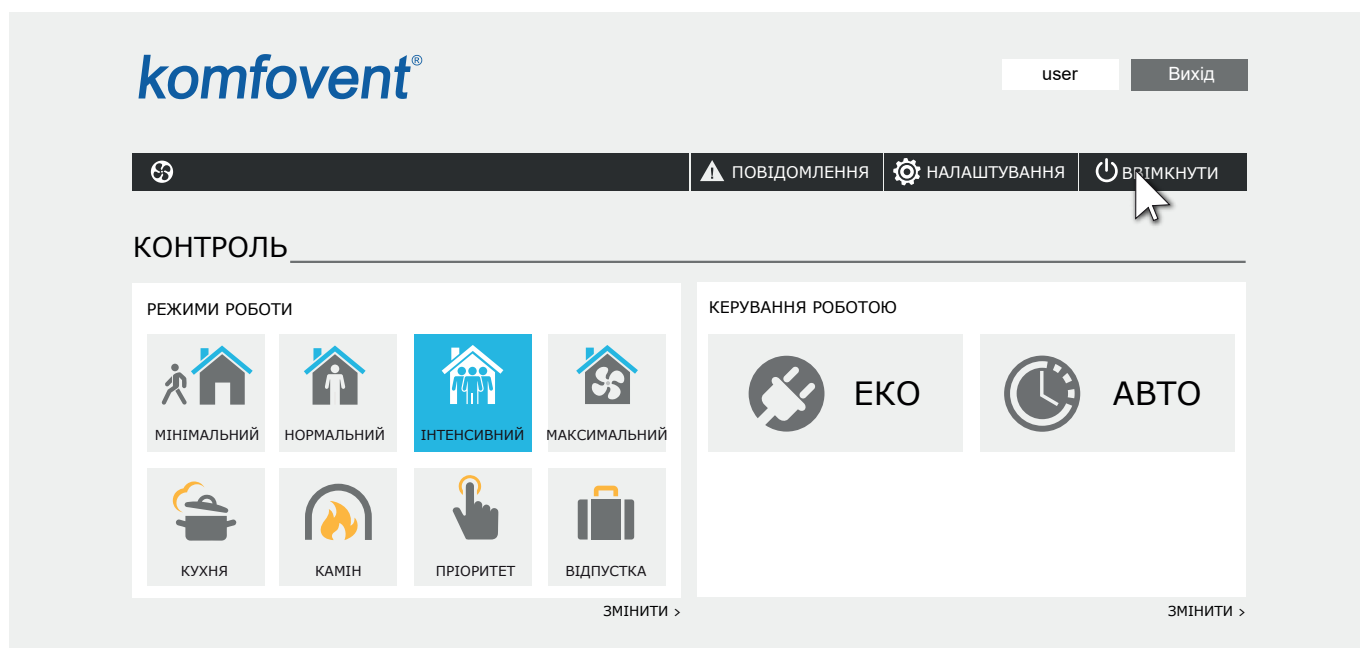 komfovent®
user Вихід
ПОВІДОМЛЕННЯ НАЛАШТУВАННЯ ВВІМКНУТИ
КОНТРОЛЬ
РЕЖИМИ РОБОТИ
МІНІМАЛЬНИЙ НОРМАЛЬНИЙ ІНТЕНСИВНИЙ МАКСИМАЛЬНИЙ
КУХНЯ КАМІН ПРІОРИТЕТ ВІДПУСТКА
ЗМІНИТИ >
КЕРУВАННЯ РОБОТОЮ
ЕКО АВТО
ЗМІНИТИ >